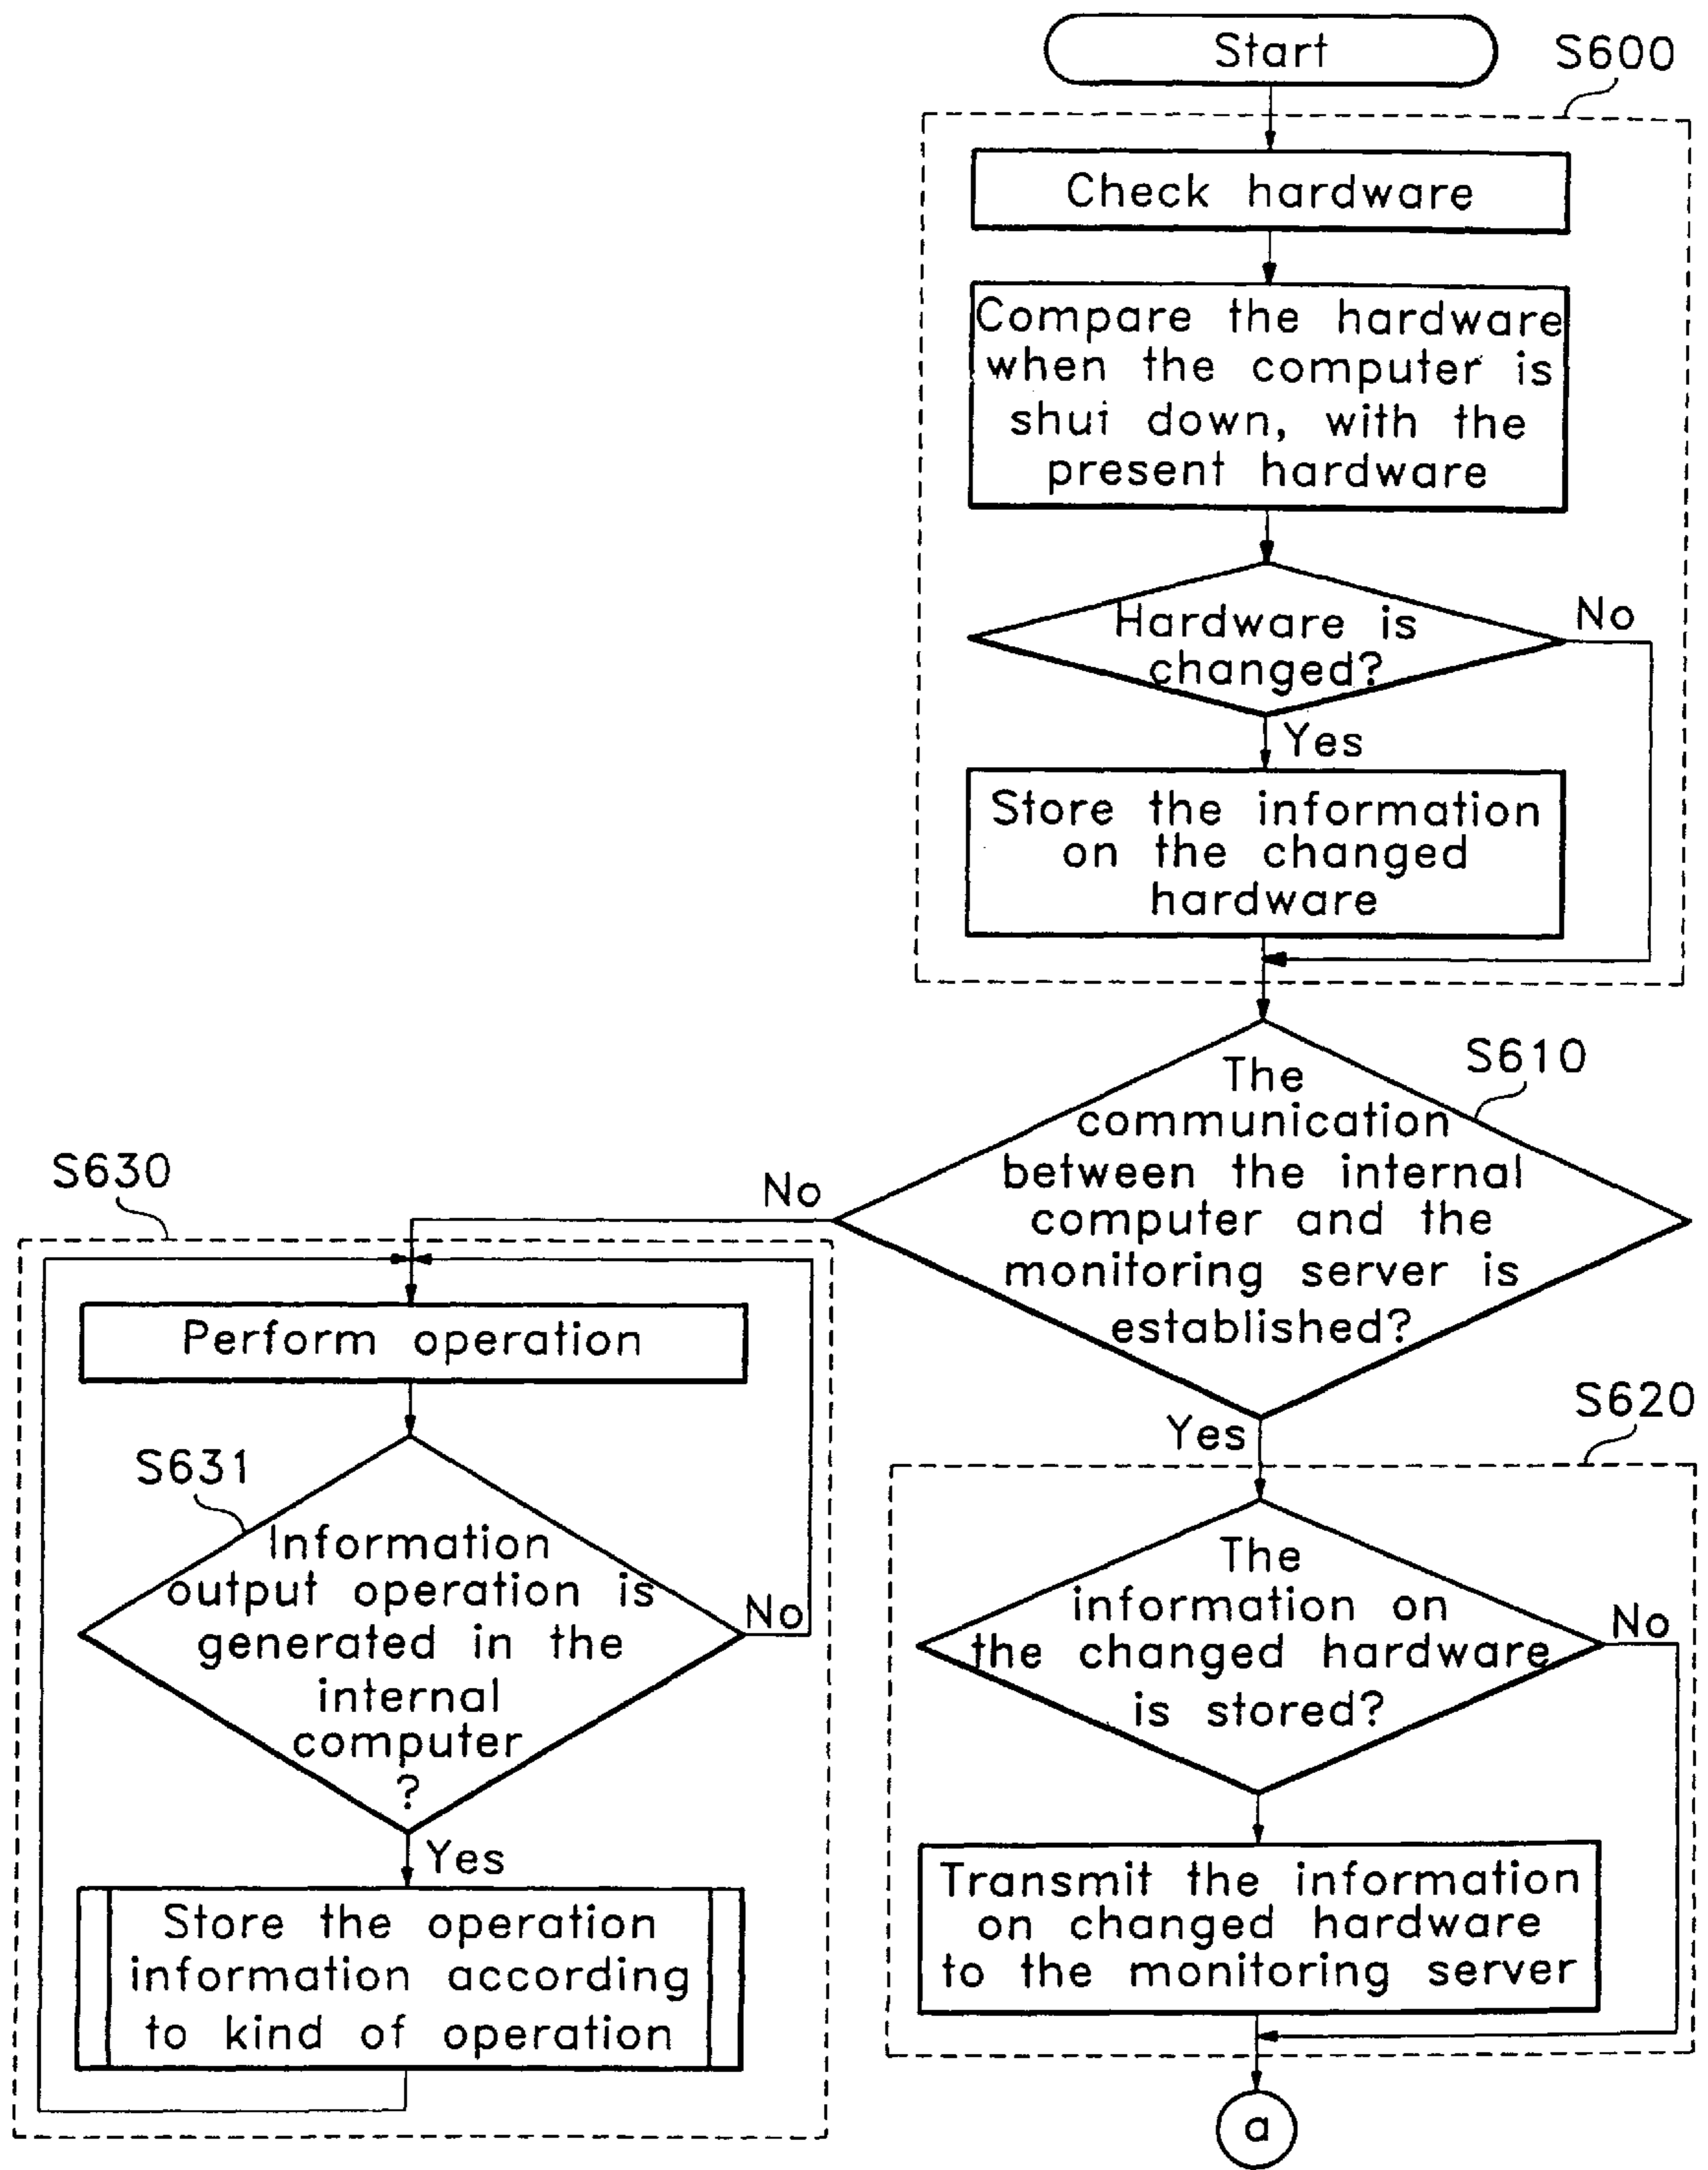 Start
S600
Check hardware
Compare the hardware
when the computer is
shut down, with the
present hardware
Hardware is
changed?
No
Yes
Store the information
on the changed
hardware
S610
The
communication
between the internal
computer and the
monitoring server is
established?
No
S630
Perform operation
S631
Information
output operation is
generated in the
internal
computer
?
No
Yes
Store the operation
information according
to kind of operation
Yes
S620
The
information on
the changed hardware
is stored?
No
Transmit the information
on changed hardware
to the monitoring server
a